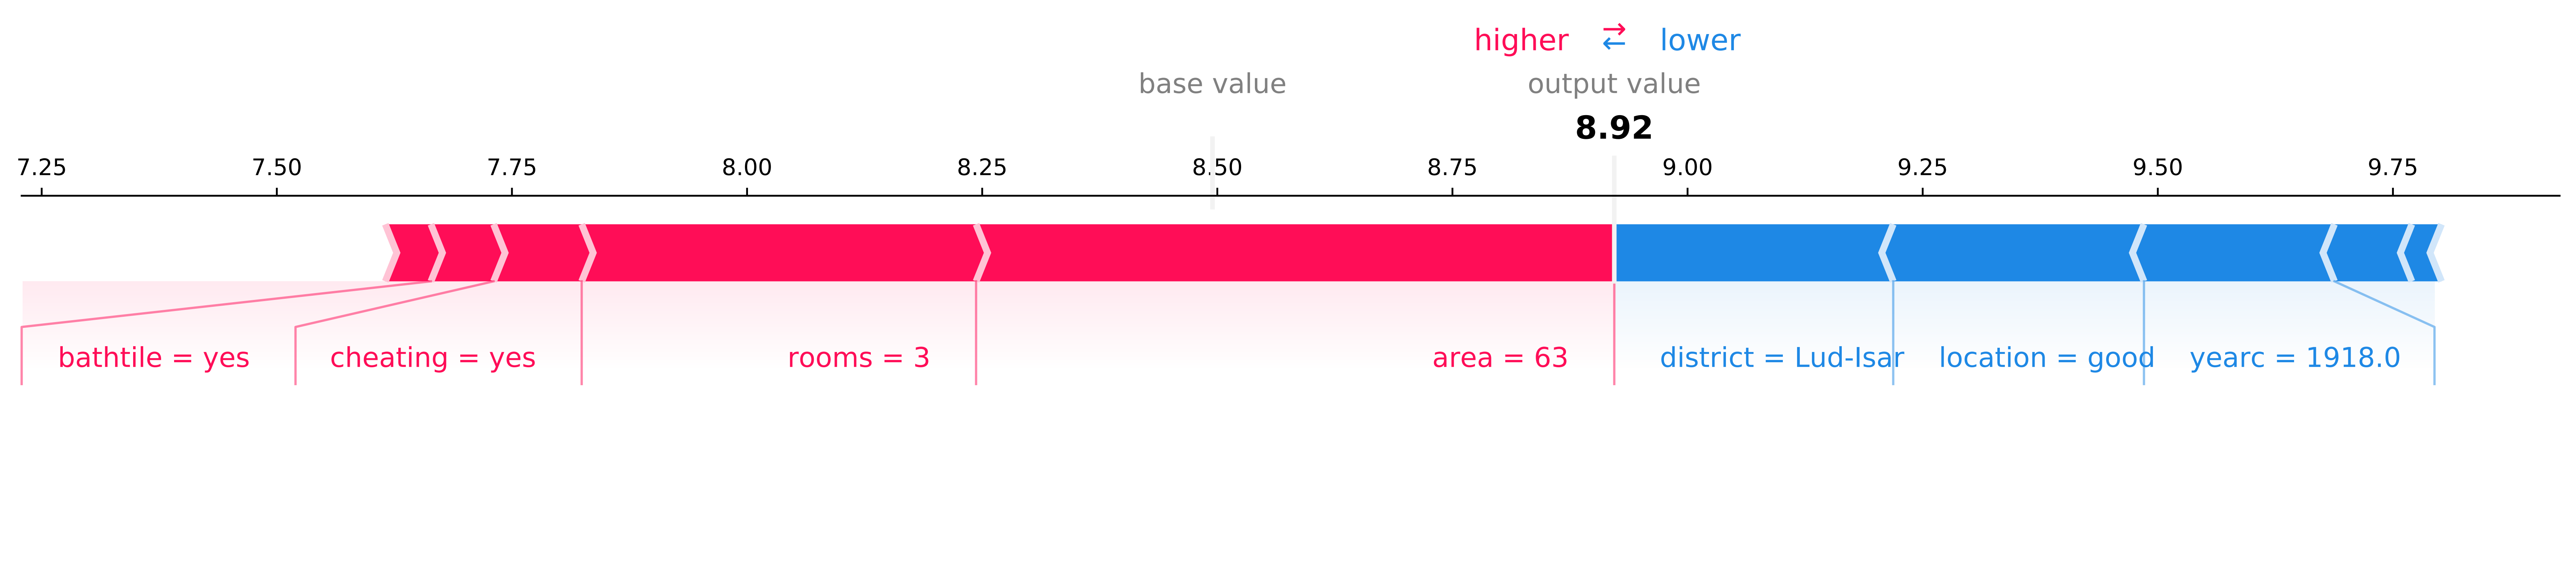 higher ⇄ lower
base value output value
8.92
7.25 7.50 7.75 8.00 8.25 8.50 8.75 9.00 9.25 9.50 9.75
bathtile = yes cheating = yes rooms = 3 area = 63 district = Lud-Isar location = good yearc = 1918.0